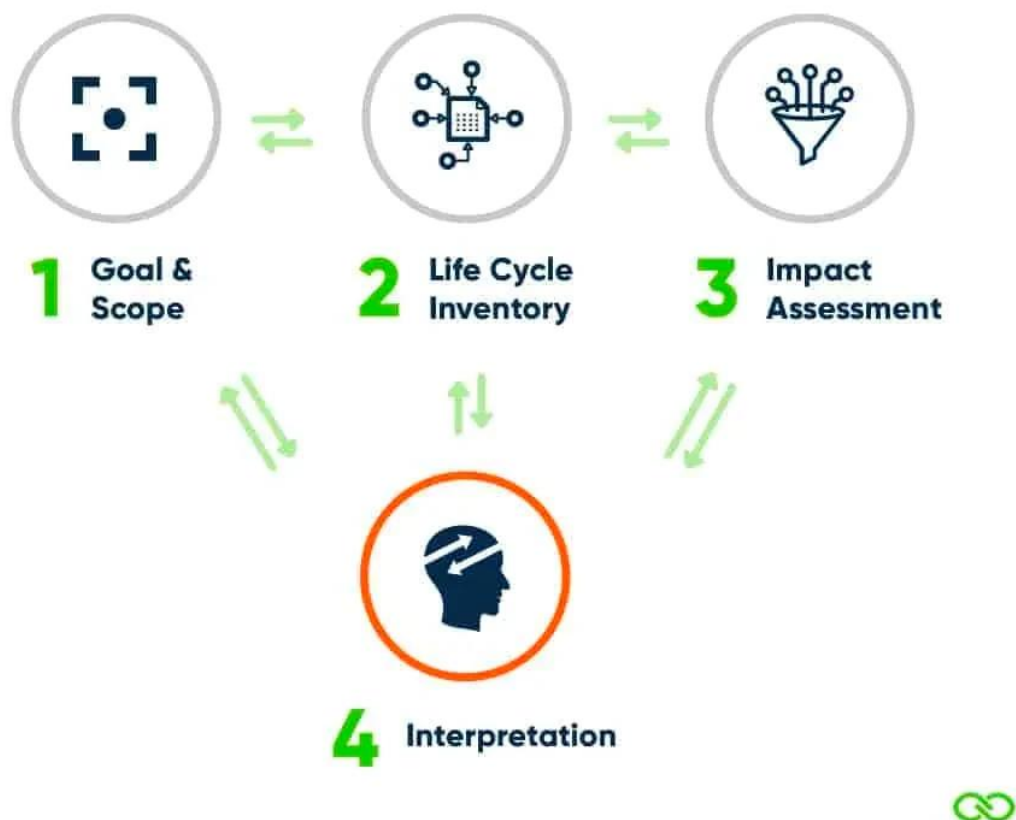 1 Goal &
Scope
2 Life Cycle
Inventory
3 Impact
Assessment
4 Interpretation